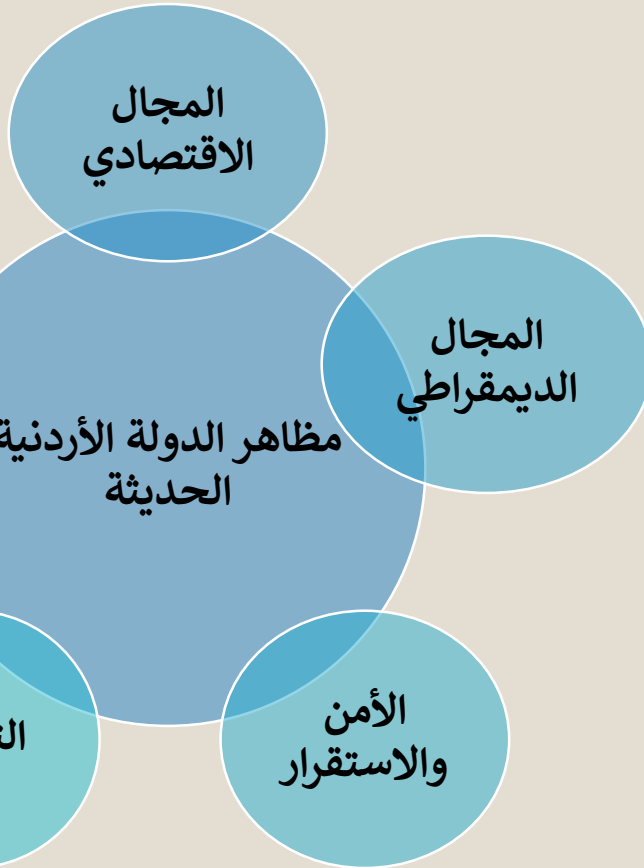 المجال
الاقتصادي
المجال
الديمقراطي
مظاهر الدولة الأردنية
الحديثة
الأمن
والاستقرار